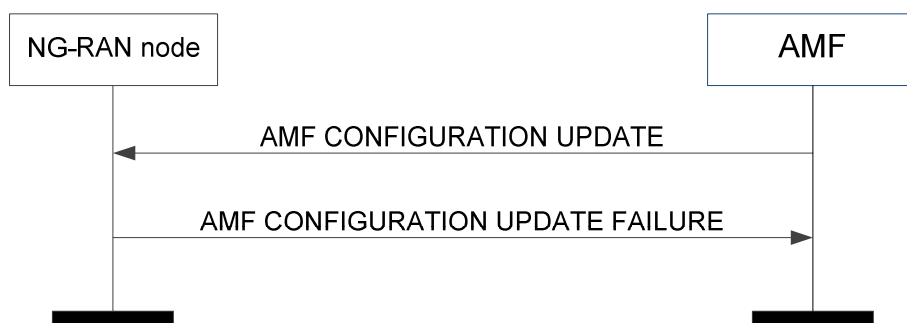 NG-RAN node
AMF
AMF CONFIGURATION UPDATE
AMF CONFIGURATION UPDATE FAILURE